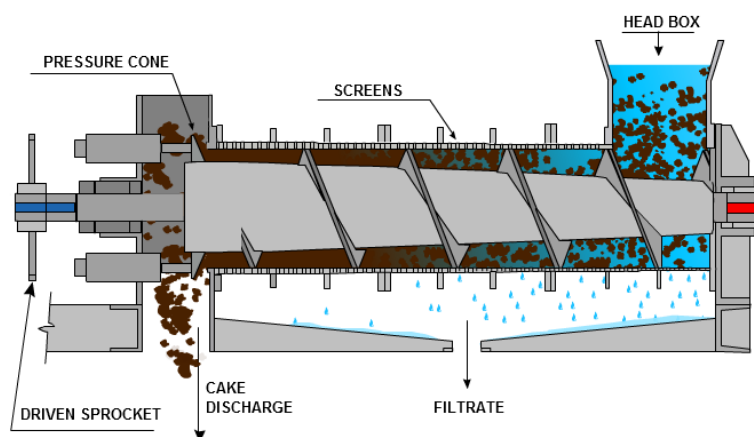 HEAD BOX
PRESSURE CONE
SCREENS
CAKE
DISCHARGE
FILTRATE
DRIVEN SPROCKET